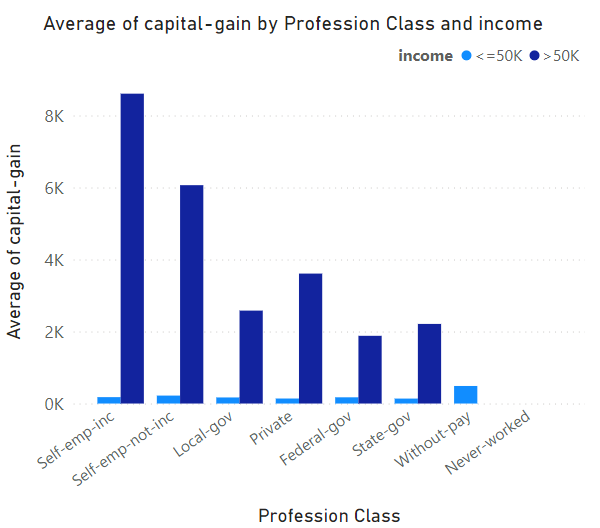 Average of capital-gain by Profession Class and income
income <=50K >50K
Average of capital-gain
8K
6K
4K
2K
0K
Self-emp-inc
Self-emp-not-inc
Local-gov
Private
Federal-gov
State-gov
Without-pay
Never-worked
Profession Class